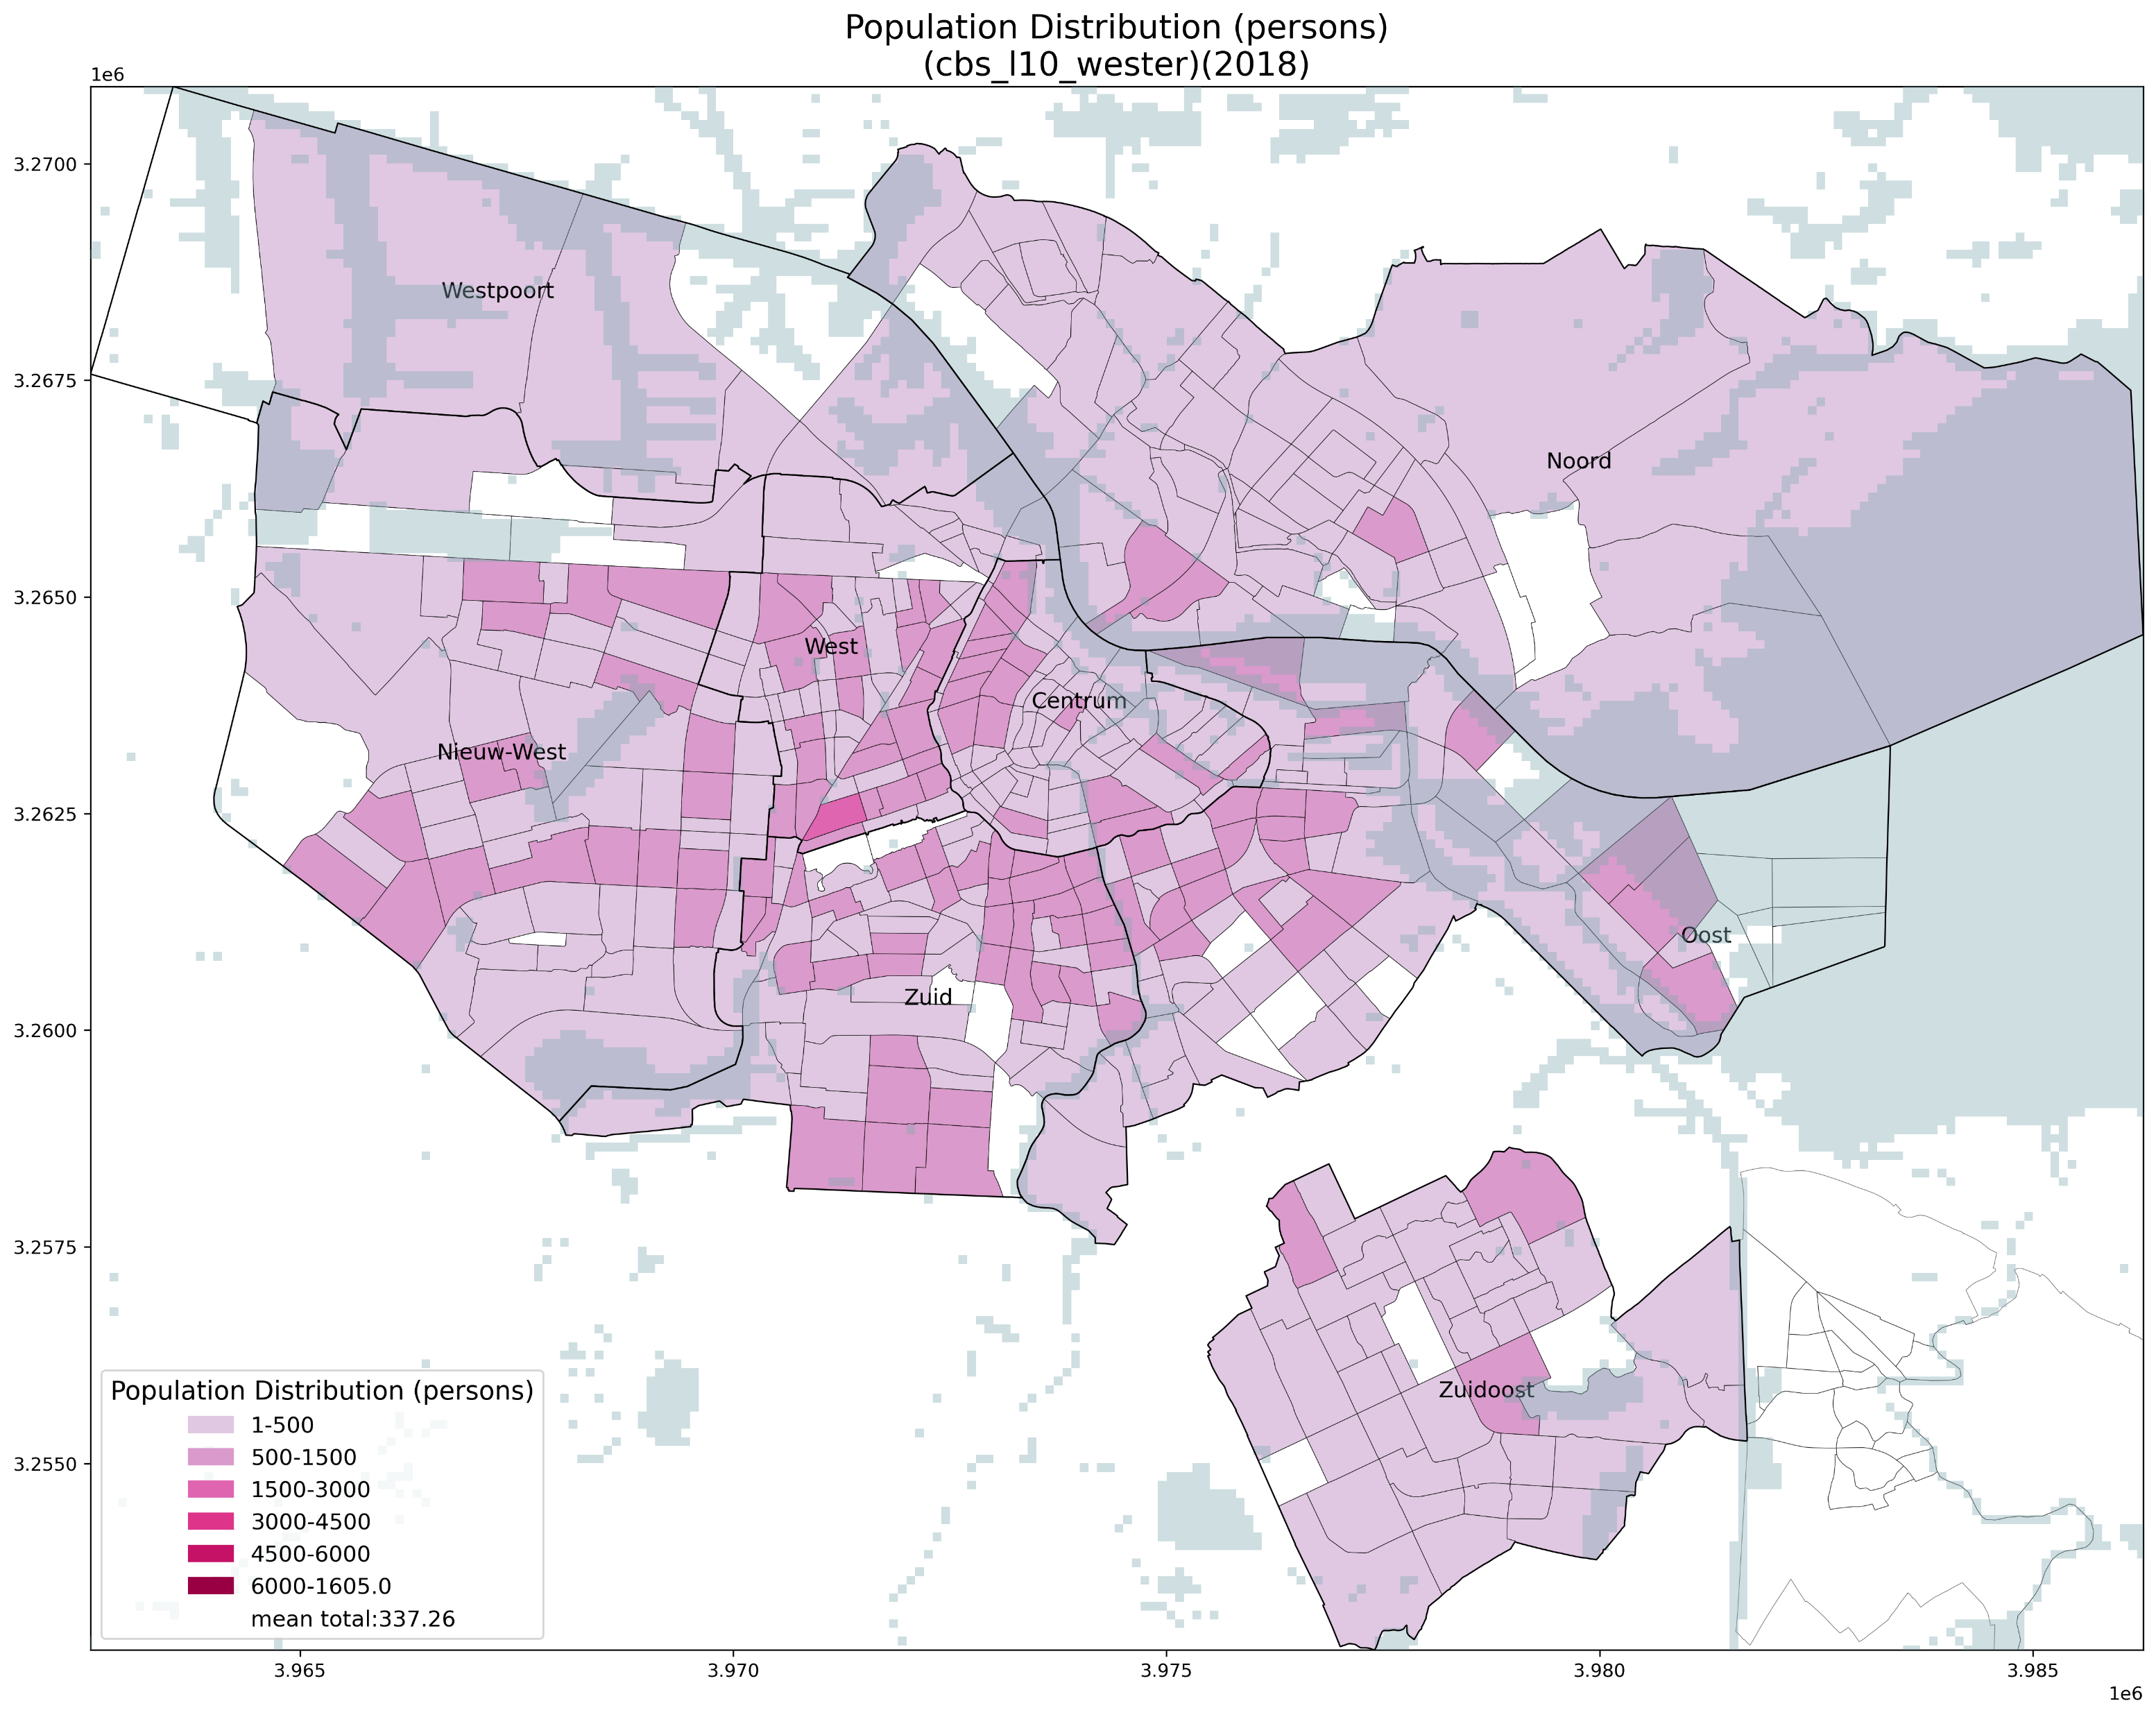 Population Distribution (persons)
(cbs_l10_wester)(2018)
1e6
3.2700
3.2675
3.2650
3.2625
3.2600
3.2575
3.2550
Westpoort
Noord
West
Centrum
Nieuw-West
Oost
Zuid
Zuidoost
Population Distribution (persons)
1-500
500-1500
1500-3000
3000-4500
4500-6000
6000-1605.0
mean total:337.26
3.965
3.970
3.975
3.980
3.985
1e6